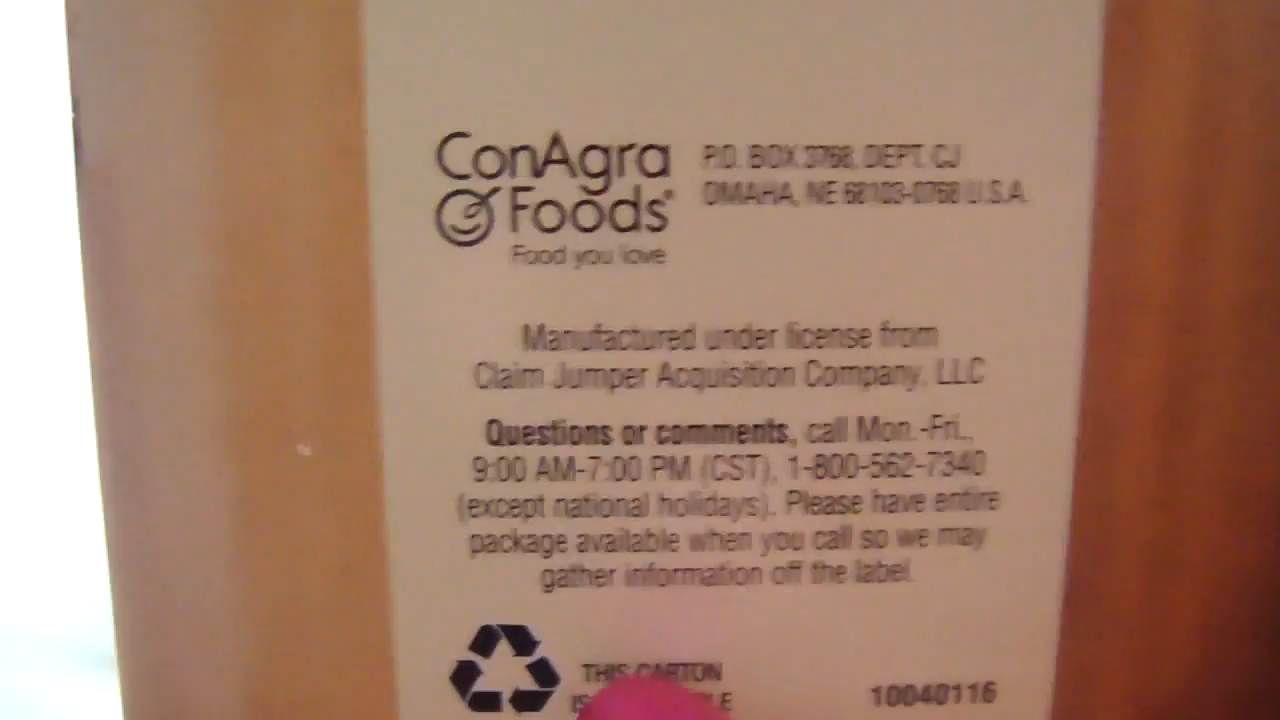 ConAgra
Foods®
Food you love
P.O. BOX 3768, DEPT. CJ
OMAHA, NE 68103-0768 U.S.A.
Manufactured under license from
Claim Jumper Acquisition Company, LLC
Questions or comments, call Mon.-Fri.,
9:00 AM-7:00 PM (CST), 1-800-562-7340
(except national holidays). Please have entire
package available when you call so we may
gather information off the label.
THIS CARTON
IS
10040116